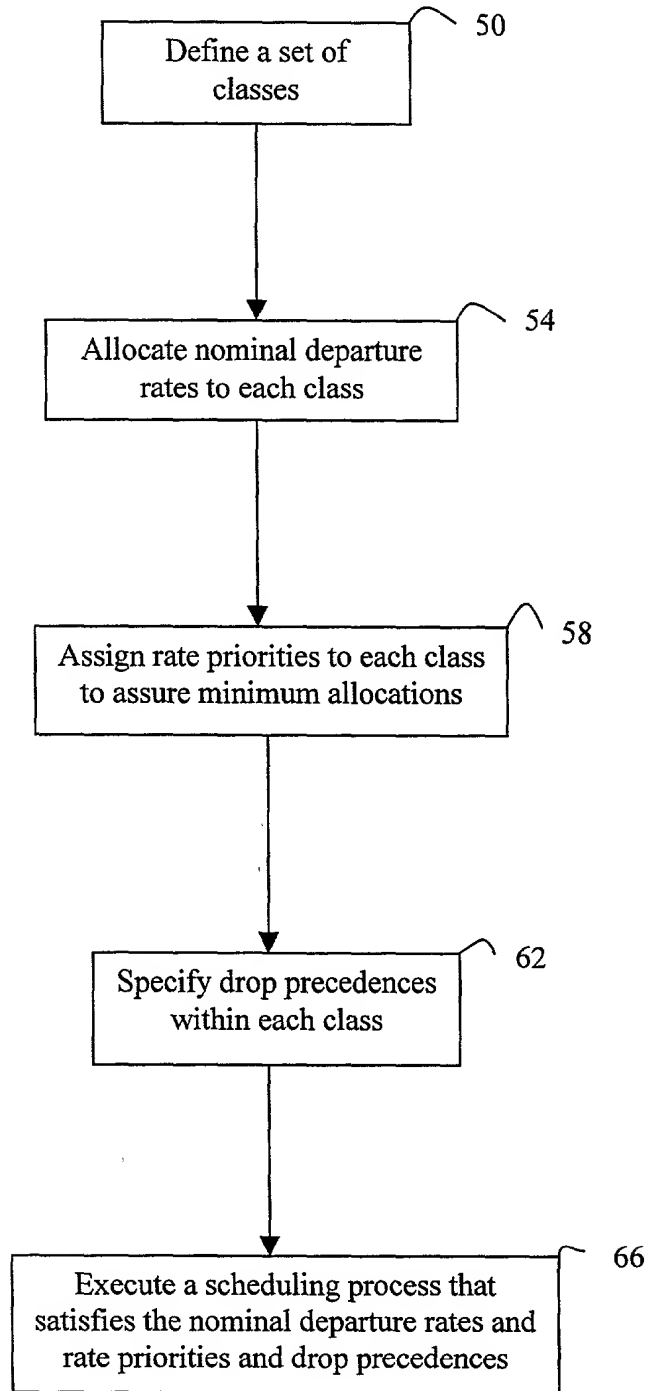 50
Define a set of
classes
54
Allocate nominal departure
rates to each class
58
Assign rate priorities to each class
to assure minimum allocations
62
Specify drop precedences
within each class
66
Execute a scheduling process that
satisfies the nominal departure rates and
rate priorities and drop precedences